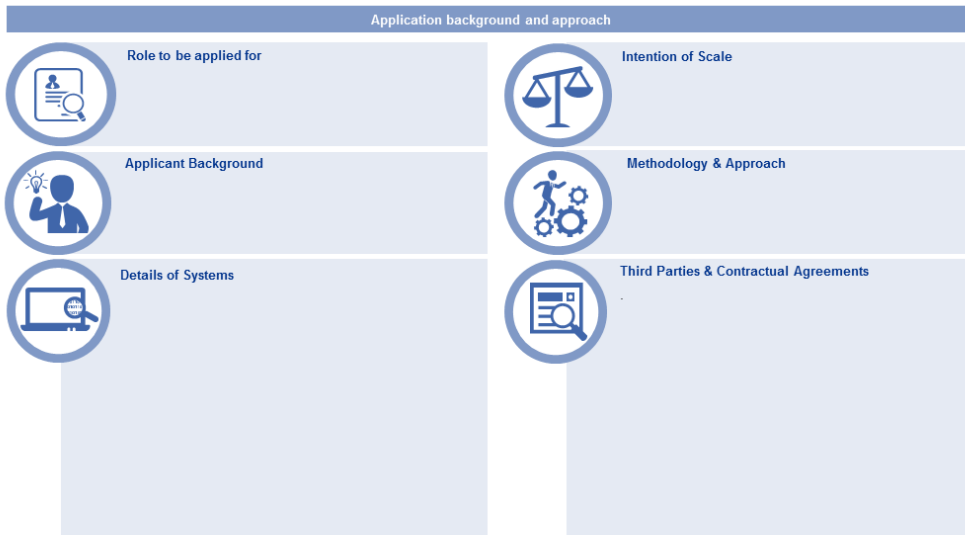 Application background and approach
Role to be applied for
Applicant Background
Details of Systems
Intention of Scale
Methodology & Approach
Third Parties & Contractual Agreements
.